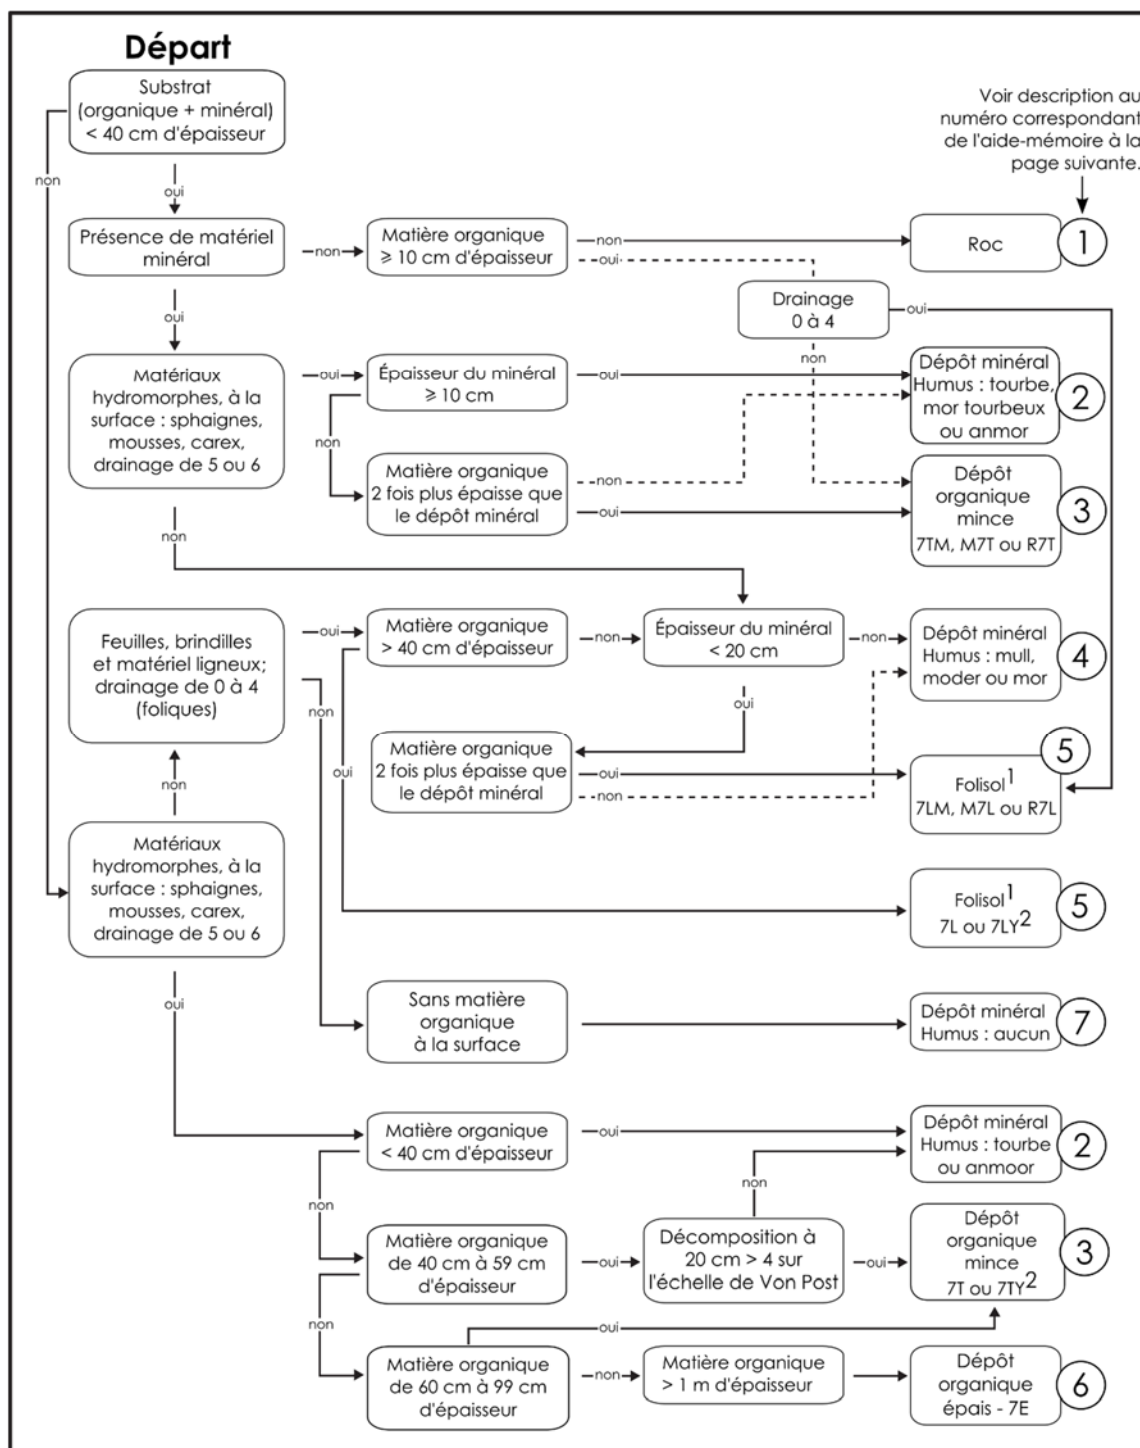 Départ
Substrat
(organique + minéral)
< 40 cm d'épaisseur
Voir description au
numéro correspondant
de l'aide-mémoire à la
page suivante.
non
oui
Présence de matériel
minéral
non
Matière organique
⩾ 10 cm d'épaisseur
non
oui
Roc
1
Drainage
0 à 4
oui
oui
non
Matériaux
hydromorphes, à la
surface : sphaignes,
mousses, carex,
drainage de 5 ou 6
oui
Épaisseur du minéral
⩾ 10 cm
oui
Dépôt minéral
Humus : tourbe,
mor tourbeux
ou anmor
2
non
Matière organique
2 fois plus épaisse que
le dépôt minéral
non
oui
Dépôt
organique
mince
7TM, M7T ou R7T
3
non
Feuilles, brindilles
et matériel ligneux;
drainage de 0 à 4
(foliques)
oui
non
Matière organique
> 40 cm d'épaisseur
non
Épaisseur du minéral
< 20 cm
non
Dépôt minéral
Humus : mull,
moder ou mor
4
oui
oui
Matière organique
2 fois plus épaisse que
le dépôt minéral
oui
non
Folisol1
7LM, M7L ou R7L
5
non
Matériaux
hydromorphes, à la
surface : sphaignes,
mousses, carex,
drainage de 5 ou 6
Folisol1
7L ou 7LY2
5
oui
Sans matière
organique
à la surface
Dépôt minéral
Humus : aucun
7
Matière organique
< 40 cm d'épaisseur
oui
Dépôt minéral
Humus : tourbe
ou anmoor
2
non
non
Matière organique
de 40 cm à 59 cm
d'épaisseur
oui
Décomposition à
20 cm > 4 sur
l'échelle de Von Post
oui
Dépôt
organique
mince
7T ou 7TY2
3
non
oui
Matière organique
de 60 cm à 99 cm
d'épaisseur
non
Matière organique
> 1 m d'épaisseur
Dépôt
organique
épais - 7E
6